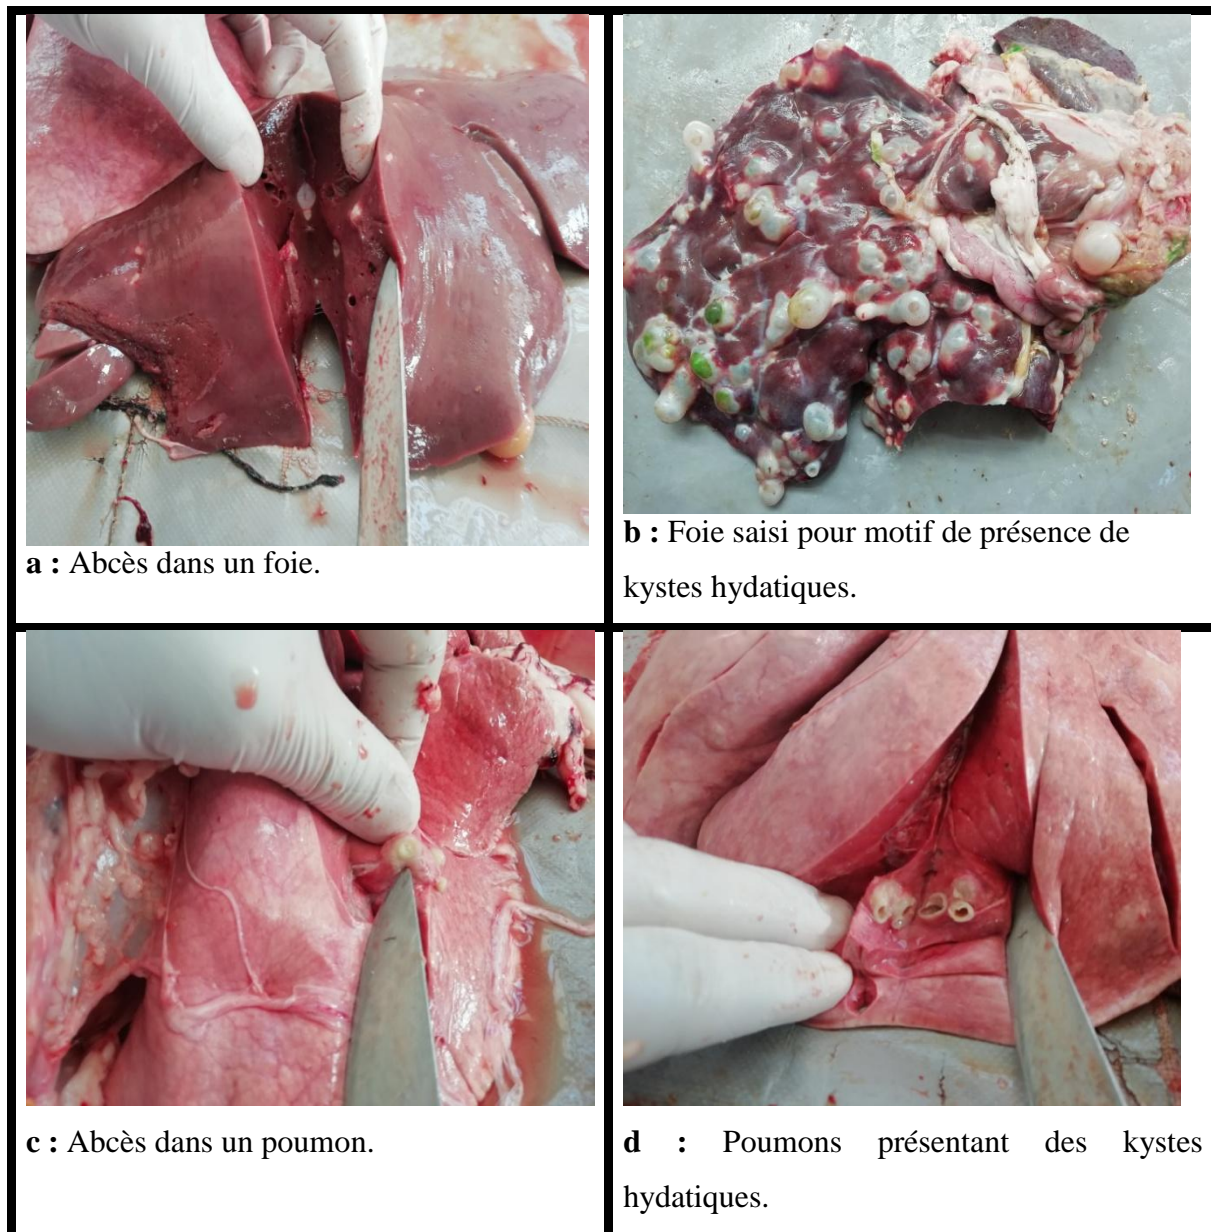 a : Abcès dans un foie.
b : Foie saisi pour motif de présence de
kystes hydatiques.
c : Abcès dans un poumon.
d : Poumons présentant des kystes
hydatiques.